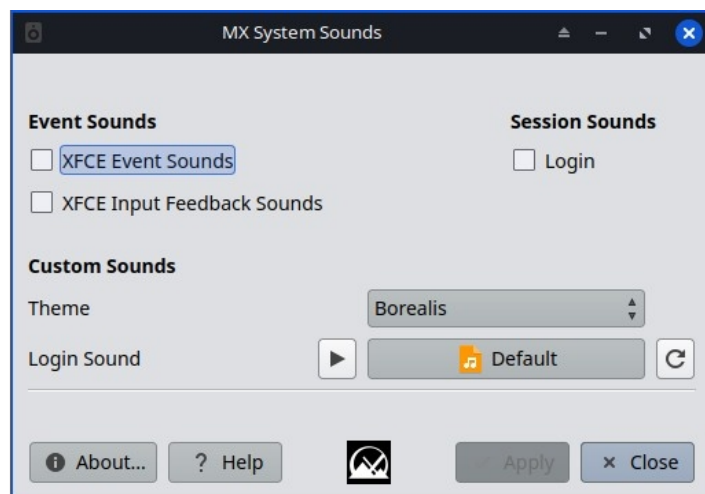 MX System Sounds
Event Sounds
Session Sounds
XFCE Event Sounds
Login
XFCE Input Feedback Sounds
Custom Sounds
Theme
Borealis
Login Sound
Default
About...
? Help
Apply
Close